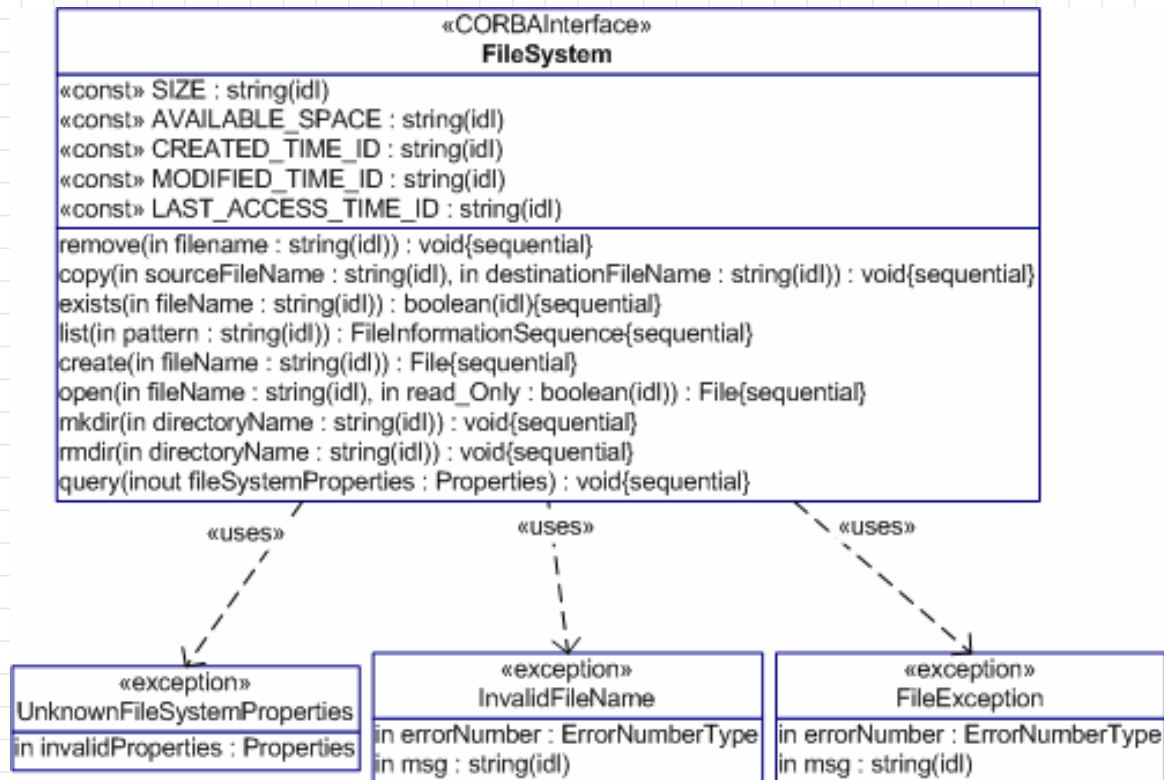 «CORBAInterface»
FileSystem
«const» SIZE : string(idl)
«const» AVAILABLE_SPACE : string(idl)
«const» CREATED_TIME_ID : string(idl)
«const» MODIFIED_TIME_ID : string(idl)
«const» LAST_ACCESS_TIME_ID : string(idl)
remove(in filename : string(idl)) : void{sequential}
copy(in sourceFileName : string(idl), in destinationFileName : string(idl)) : void{sequential}
exists(in fileName : string(idl)) : boolean(idl){sequential}
list(in pattern : string(idl)) : FileInformationSequence{sequential}
create(in fileName : string(idl)) : File{sequential}
open(in fileName : string(idl), in read_Only : boolean(idl)) : File{sequential}
mkdir(in directoryName : string(idl)) : void{sequential}
rmdir(in directoryName : string(idl)) : void{sequential}
query(inout fileSystemProperties : Properties) : void{sequential}
«uses»
«uses»
«uses»
«exception»
UnknownFileSystemProperties
in invalidProperties : Properties
«exception»
InvalidFileName
in errorNumber : ErrorNumberType
in msg : string(idl)
«exception»
FileException
in errorNumber : ErrorNumberType
in msg : string(idl)